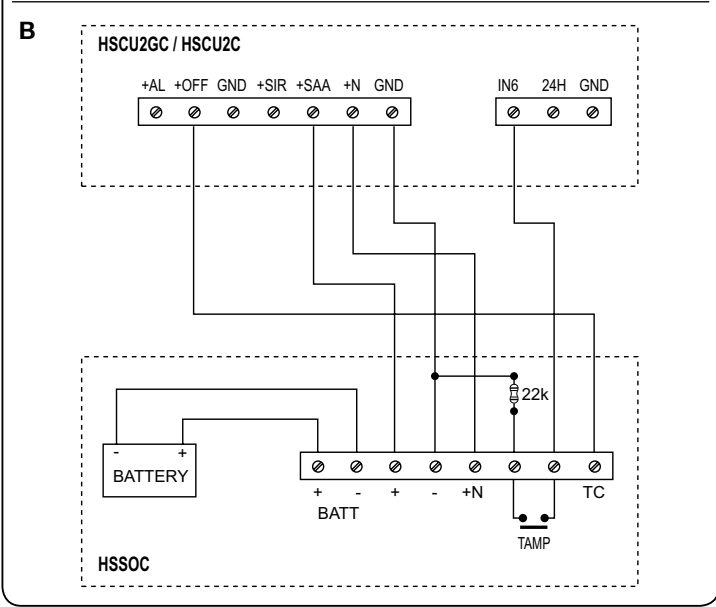 B
HSCU2GC / HSCU2C
+AL +OFF GND +SIR +SAA +N GND
IN6 24H GND
22k
- +
BATTERY
+ - + - +N TC
BATT
TAMP
HSSOC